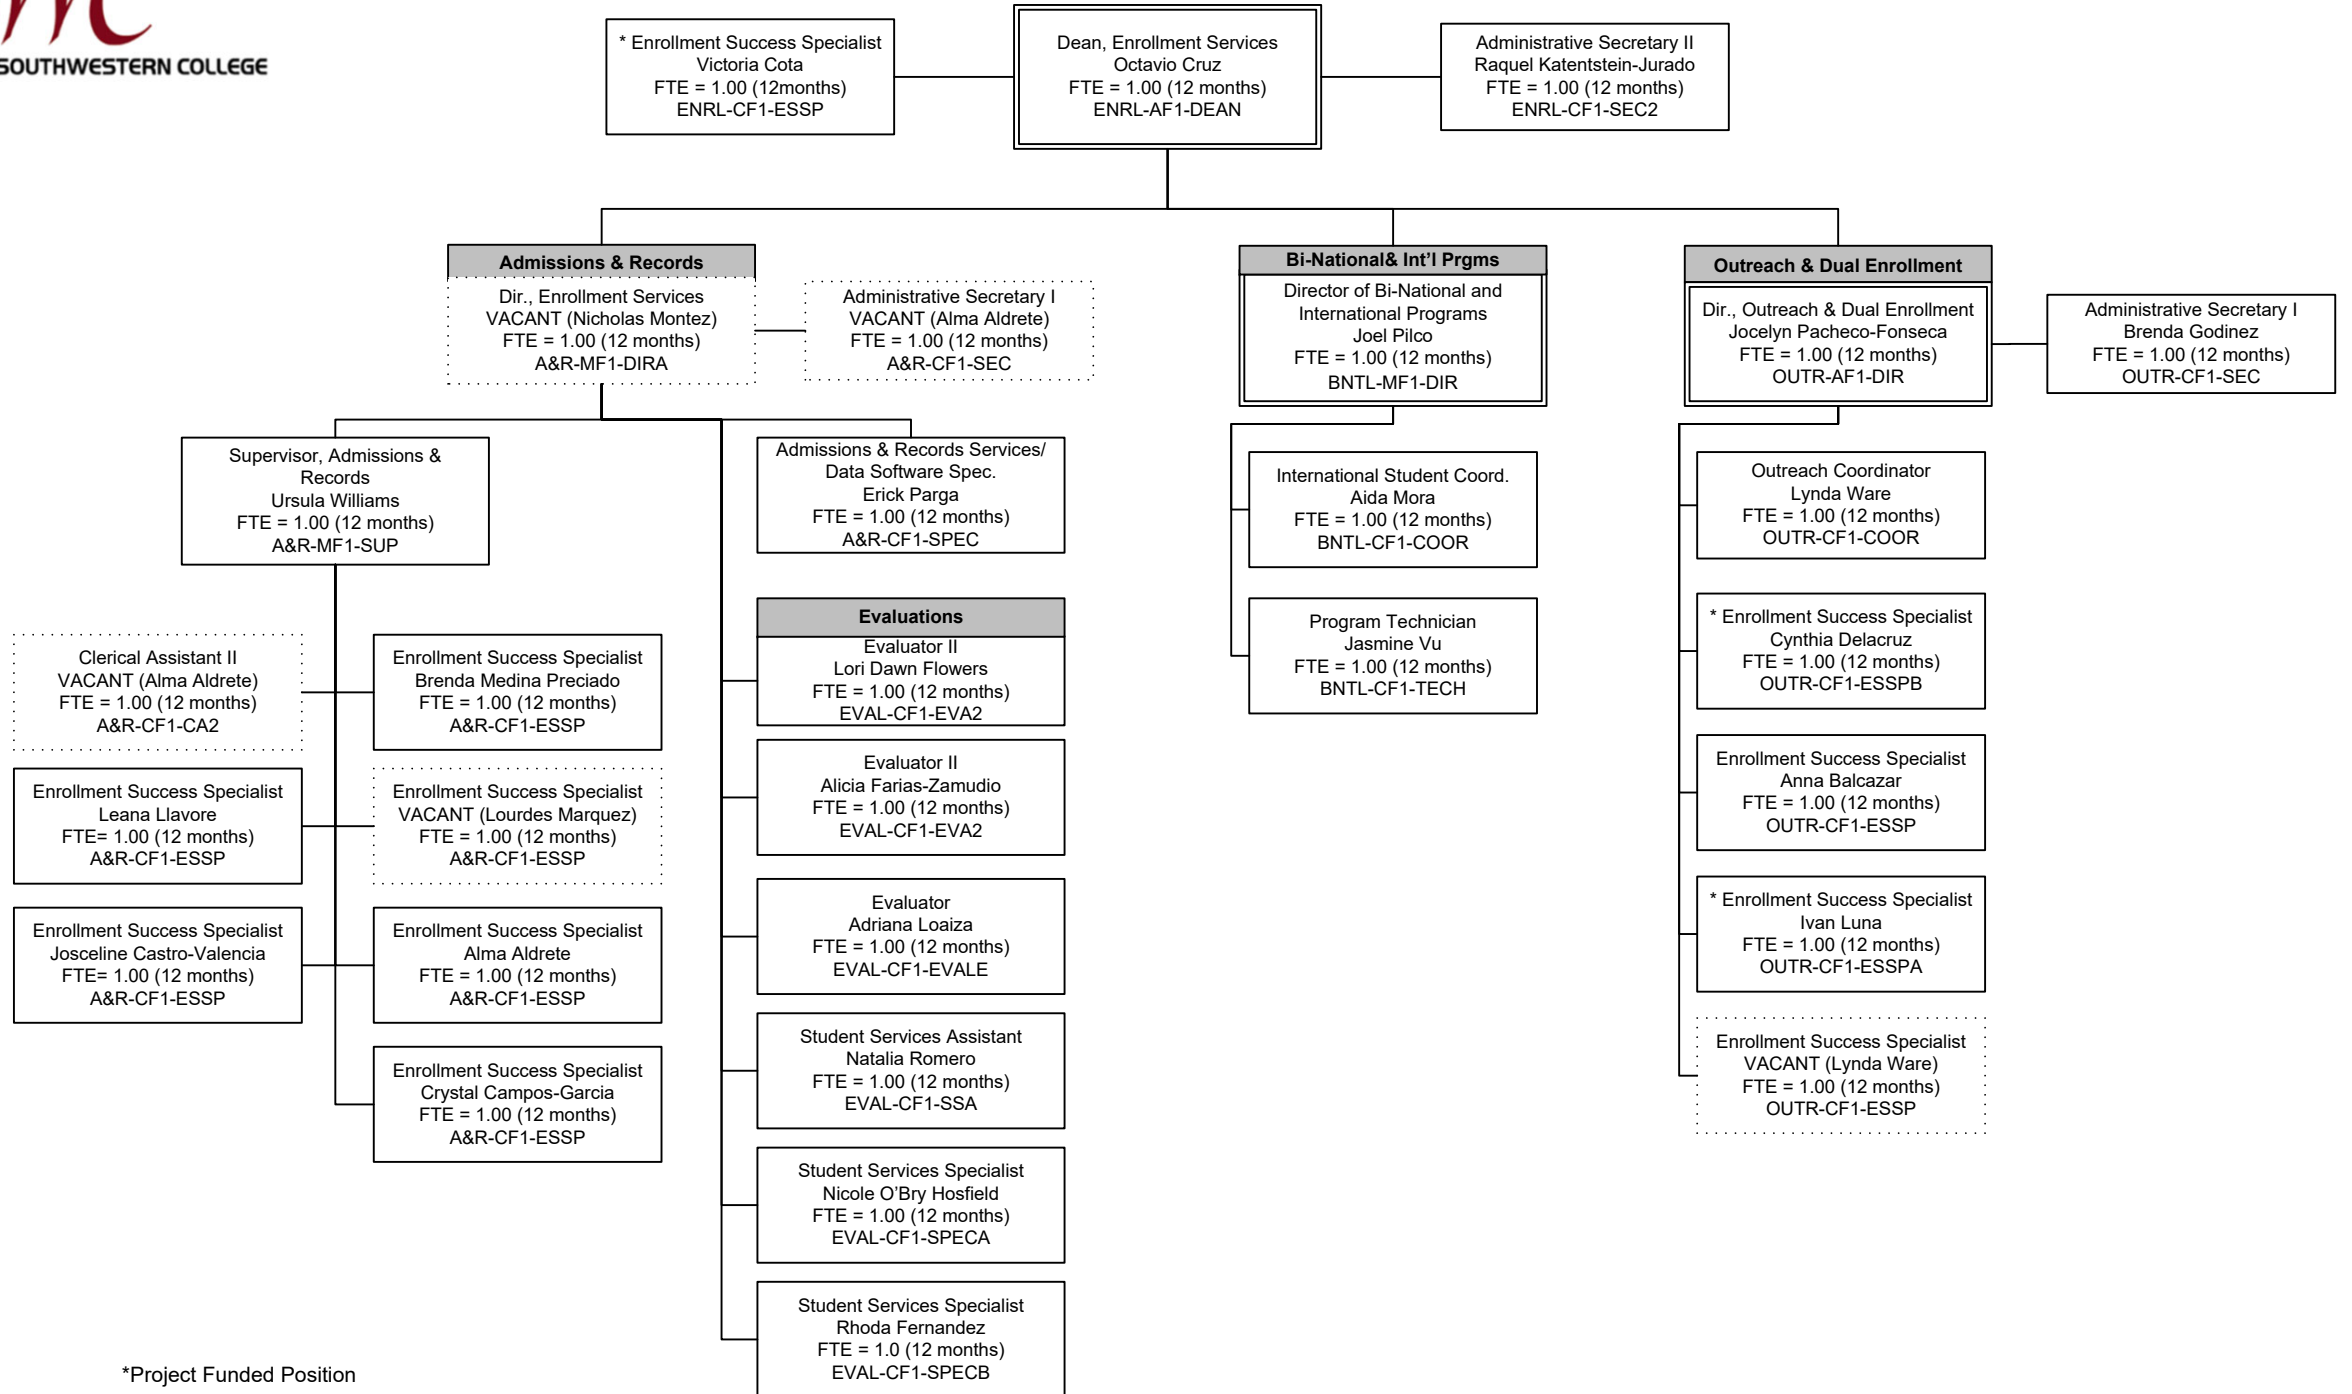 SOUTHWESTERN COLLEGE
* Enrollment Success Specialist
Victoria Cota
FTE = 1.00 (12months)
ENRL-CF1-ESSP
Dean, Enrollment Services
Octavio Cruz
FTE = 1.00 (12 months)
ENRL-AF1-DEAN
Administrative Secretary II
Raquel Katentstein-Jurado
FTE = 1.00 (12 months)
ENRL-CF1-SEC2
Admissions & Records
Dir., Enrollment Services
VACANT (Nicholas Montez)
FTE = 1.00 (12 months)
A&R-MF1-DIRA
Administrative Secretary I
VACANT (Alma Aldrete)
FTE = 1.00 (12 months)
A&R-CF1-SEC
Bi-National& Int'l Prgms
Director of Bi-National and
International Programs
Joel Pilco
FTE = 1.00 (12 months)
BNTL-MF1-DIR
Outreach & Dual Enrollment
Dir., Outreach & Dual Enrollment
Jocelyn Pacheco-Fonseca
FTE = 1.00 (12 months)
OUTR-AF1-DIR
Administrative Secretary I
Brenda Godinez
FTE = 1.00 (12 months)
OUTR-CF1-SEC
Supervisor, Admissions &
Records
Ursula Williams
FTE = 1.00 (12 months)
A&R-MF1-SUP
Admissions & Records Services/
Data Software Spec.
Erick Parga
FTE = 1.00 (12 months)
A&R-CF1-SPEC
Clerical Assistant II
VACANT (Alma Aldrete)
FTE = 1.00 (12 months)
A&R-CF1-CA2
Enrollment Success Specialist
Brenda Medina Preciado
FTE = 1.00 (12 months)
A&R-CF1-ESSP
Enrollment Success Specialist
Leana Llavore
FTE= 1.00 (12 months)
A&R-CF1-ESSP
Enrollment Success Specialist
VACANT (Lourdes Marquez)
FTE = 1.00 (12 months)
A&R-CF1-ESSP
Enrollment Success Specialist
Josceline Castro-Valencia
FTE= 1.00 (12 months)
A&R-CF1-ESSP
Enrollment Success Specialist
Alma Aldrete
FTE = 1.00 (12 months)
A&R-CF1-ESSP
Enrollment Success Specialist
Crystal Campos-Garcia
FTE = 1.00 (12 months)
A&R-CF1-ESSP
Evaluations
Evaluator II
Lori Dawn Flowers
FTE = 1.00 (12 months)
EVAL-CF1-EVA2
Evaluator II
Alicia Farias-Zamudio
FTE = 1.00 (12 months)
EVAL-CF1-EVA2
Evaluator
Adriana Loaiza
FTE = 1.00 (12 months)
EVAL-CF1-EVALE
Student Services Assistant
Natalia Romero
FTE = 1.00 (12 months)
EVAL-CF1-SSA
Student Services Specialist
Nicole O'Bry Hosfield
FTE = 1.00 (12 months)
EVAL-CF1-SPECA
Student Services Specialist
Rhoda Fernandez
FTE = 1.0 (12 months)
EVAL-CF1-SPECB
International Student Coord.
Aida Mora
FTE = 1.00 (12 months)
BNTL-CF1-COOR
Program Technician
Jasmine Vu
FTE = 1.00 (12 months)
BNTL-CF1-TECH
Outreach Coordinator
Lynda Ware
FTE = 1.00 (12 months)
OUTR-CF1-COOR
* Enrollment Success Specialist
Cynthia Delacruz
FTE = 1.00 (12 months)
OUTR-CF1-ESSPB
Enrollment Success Specialist
Anna Balcazar
FTE = 1.00 (12 months)
OUTR-CF1-ESSP
* Enrollment Success Specialist
Ivan Luna
FTE = 1.00 (12 months)
OUTR-CF1-ESSPA
Enrollment Success Specialist
VACANT (Lynda Ware)
FTE = 1.00 (12 months)
OUTR-CF1-ESSP
*Project Funded Position